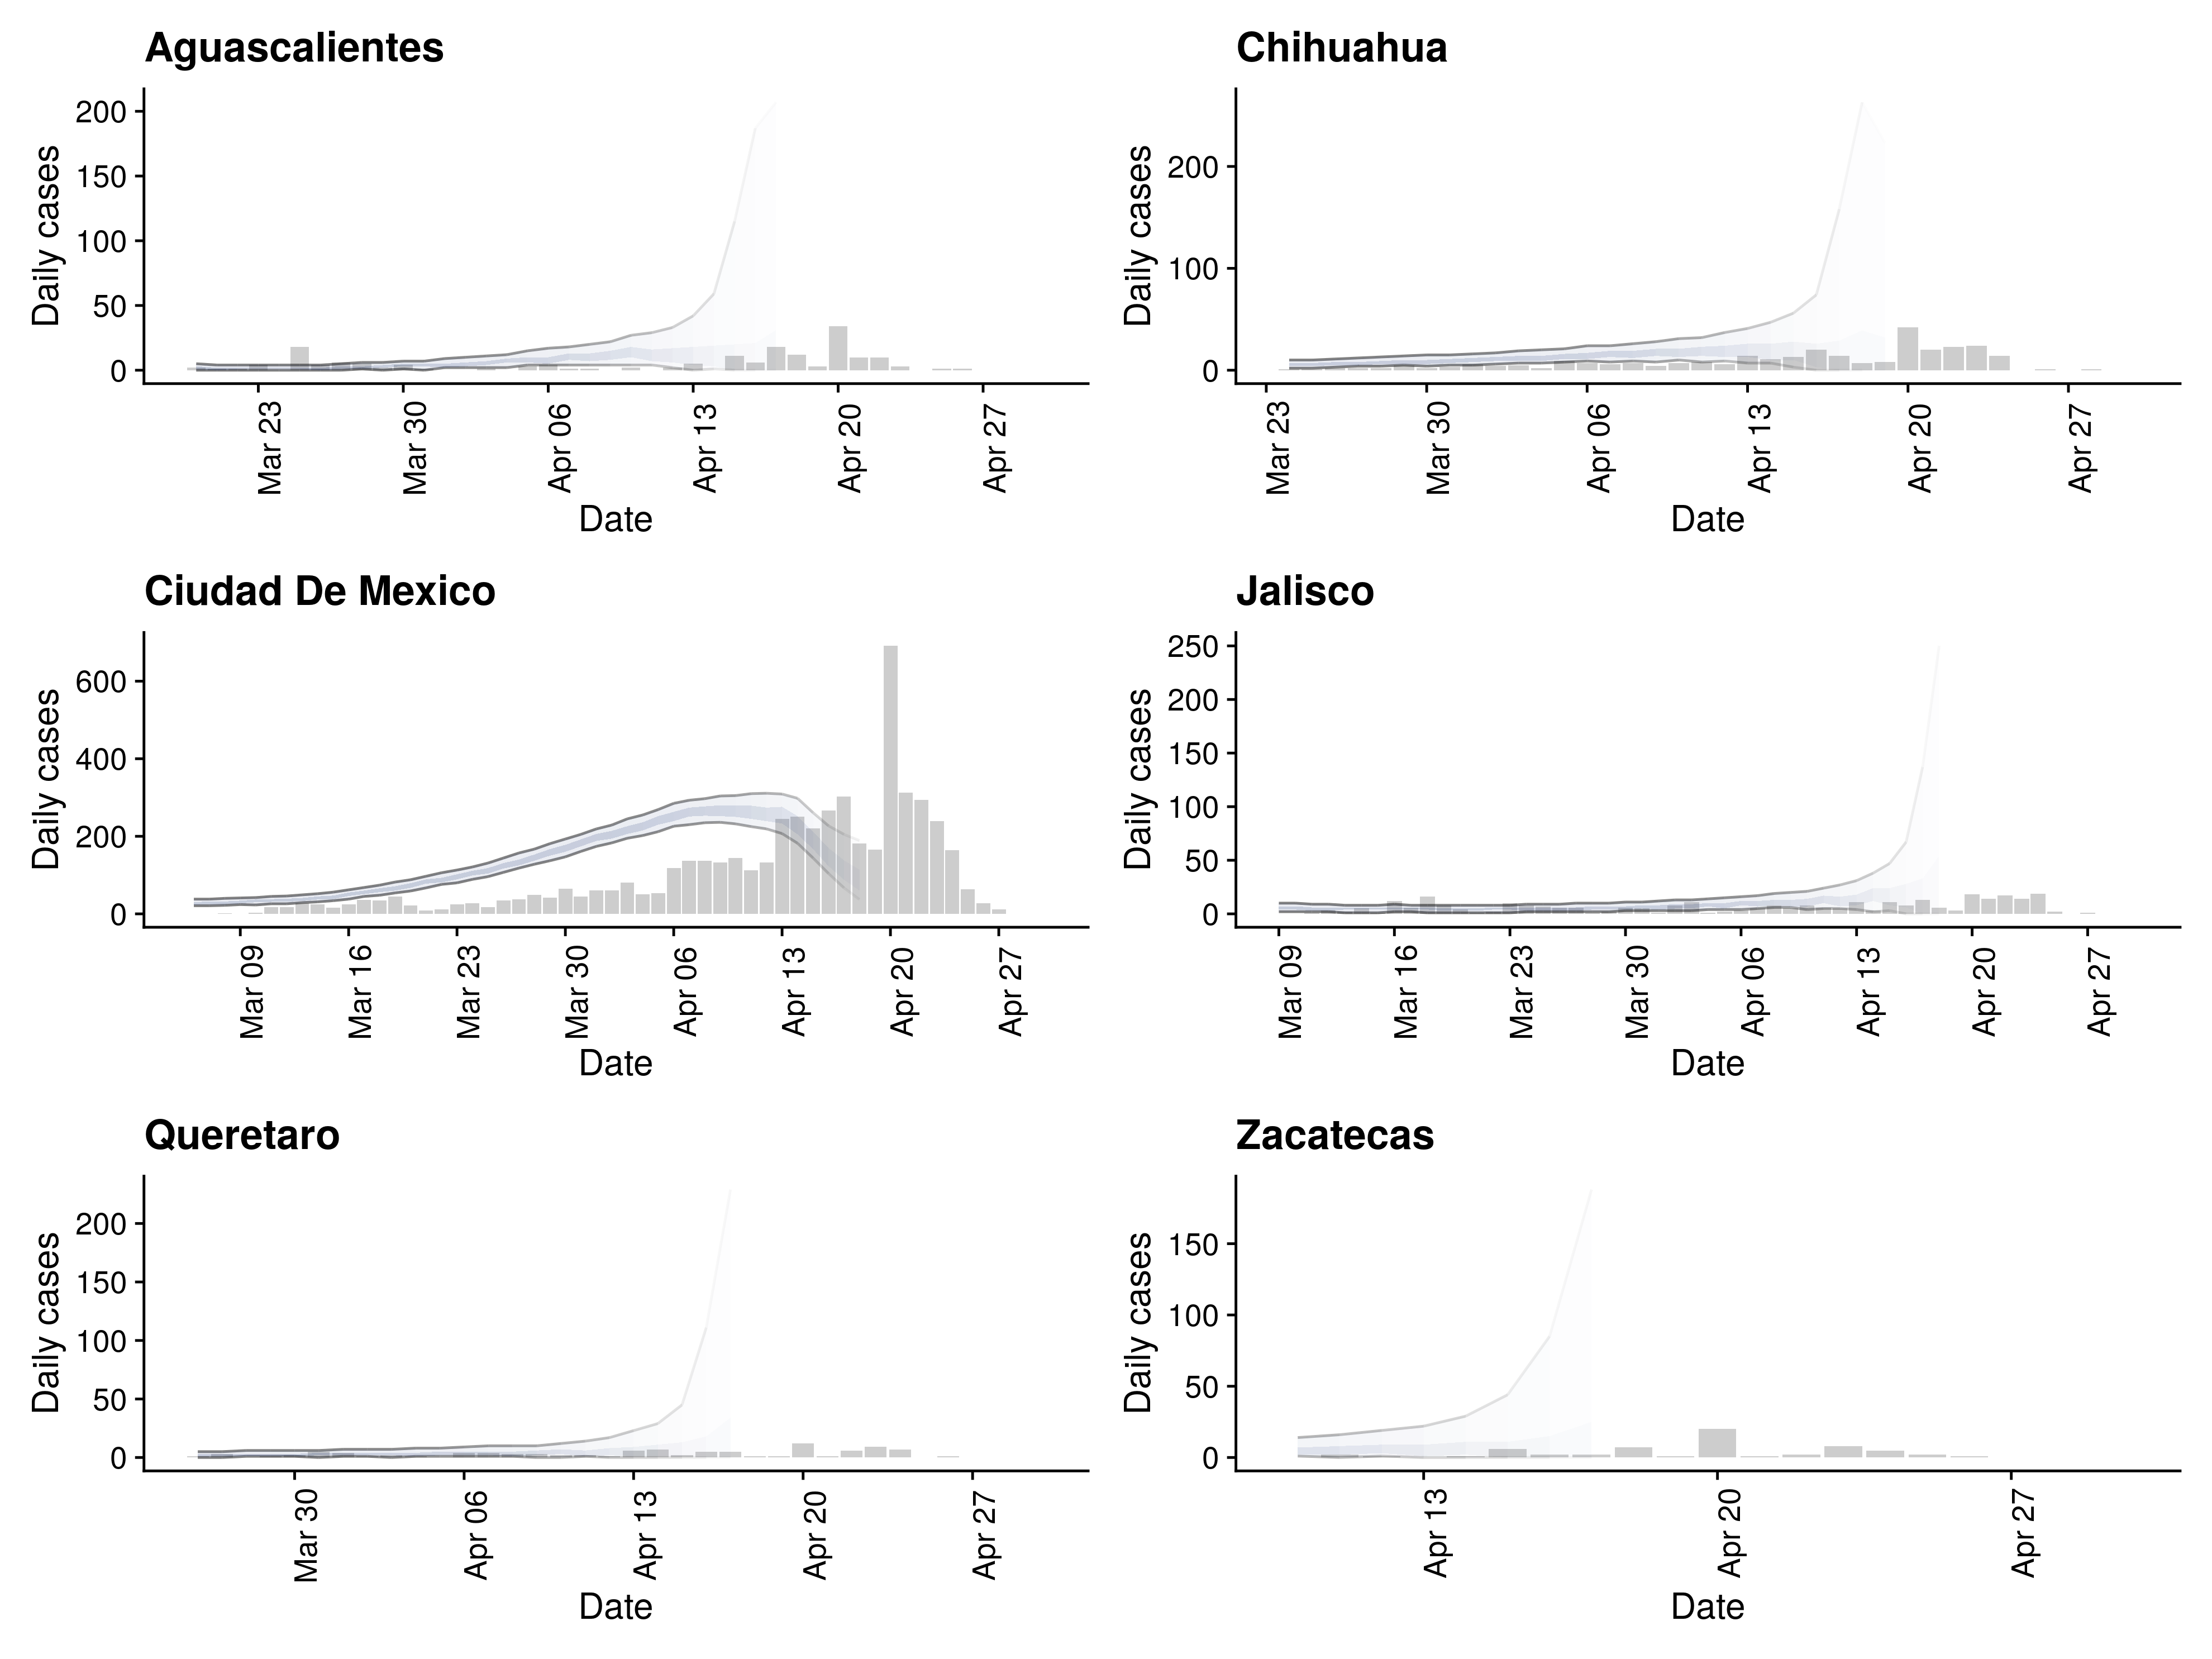 Aguascalientes
Daily cases
200
150
100
50
0
Mar 23
Mar 30
Apr 06
Apr 13
Apr 20
Apr 27
Date
Chihuahua
Daily cases
200
100
0
Mar 23
Mar 30
Apr 06
Apr 13
Apr 20
Apr 27
Date
Ciudad De Mexico
Daily cases
600
400
200
0
Mar 09
Mar 16
Mar 23
Mar 30
Apr 06
Apr 13
Apr 20
Apr 27
Date
Jalisco
Daily cases
250
200
150
100
50
0
Mar 09
Mar 16
Mar 23
Mar 30
Apr 06
Apr 13
Apr 20
Apr 27
Date
Queretaro
Daily cases
200
150
100
50
0
Mar 30
Apr 06
Apr 13
Apr 20
Apr 27
Date
Zacatecas
Daily cases
150
100
50
0
Apr 13
Apr 20
Apr 27
Date